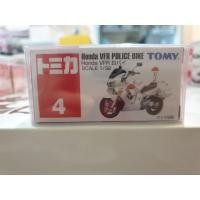 トミカ
4
Honda VFR POLICE BIKE
Honda VFR 白バイ
SCALE 1/32
TOMY